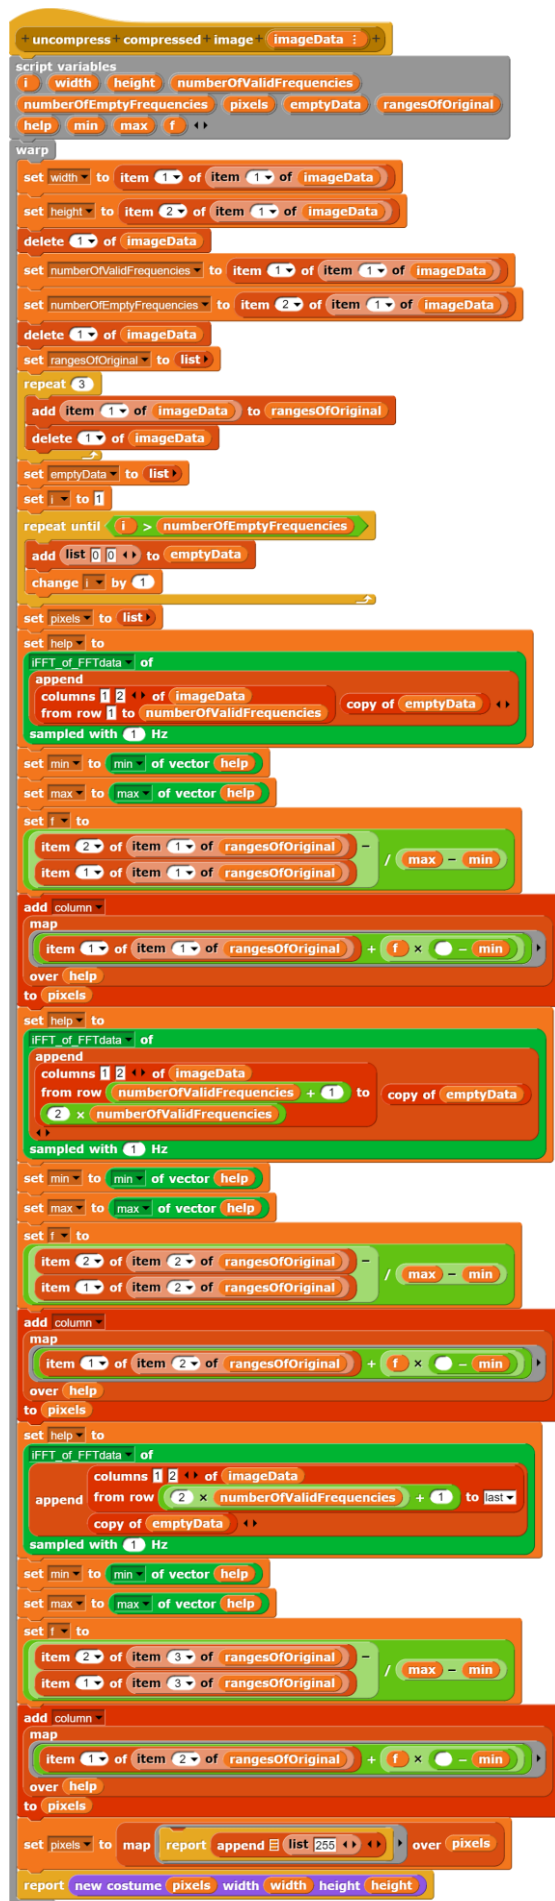 + uncompress + compressed + image + imageData ⋮ +
script variables
i width height numberOfValidFrequencies
numberOfEmptyFrequencies pixels emptyData rangesOfOriginal
help min max f
warp
set width to item 1 of item 1 of imageData
set height to item 2 of item 1 of imageData
delete 1 of imageData
set numberOfValidFrequencies to item 1 of item 1 of imageData
set numberOfEmptyFrequencies to item 2 of item 1 of imageData
delete 1 of imageData
set rangesOfOriginal to list
repeat 3
add item 1 of imageData to rangesOfOriginal
delete 1 of imageData
set emptyData to list
set i to 1
repeat until i > numberOfEmptyFrequencies
add list 0 0 to emptyData
change i by 1
set pixels to list
set help to
iFFT_of_FFTdata of
append
columns 1 2 of imageData
from row 1 to numberOfValidFrequencies copy of emptyData
sampled with 1 Hz
set min to min of vector help
set max to max of vector help
set f to
item 2 of item 1 of rangesOfOriginal -
item 1 of item 1 of rangesOfOriginal / max - min
add column
map
item 1 of item 1 of rangesOfOriginal + f × - min
over help
to pixels
set help to
iFFT_of_FFTdata of
append
columns 1 2 of imageData
from row numberOfValidFrequencies + 1 to copy of emptyData
2 × numberOfValidFrequencies
sampled with 1 Hz
set min to min of vector help
set max to max of vector help
set f to
item 2 of item 2 of rangesOfOriginal -
item 1 of item 2 of rangesOfOriginal / max - min
add column
map
item 1 of item 2 of rangesOfOriginal + f × - min
over help
to pixels
set help to
iFFT_of_FFTdata of
columns 1 2 of imageData
append from row 2 × numberOfValidFrequencies + 1 to last
copy of emptyData
sampled with 1 Hz
set min to min of vector help
set max to max of vector help
set f to
item 2 of item 3 of rangesOfOriginal -
item 1 of item 3 of rangesOfOriginal / max - min
add column
map
item 1 of item 2 of rangesOfOriginal + f × - min
over help
to pixels
set pixels to map report append list 255 over pixels
report new costume pixels width width height height